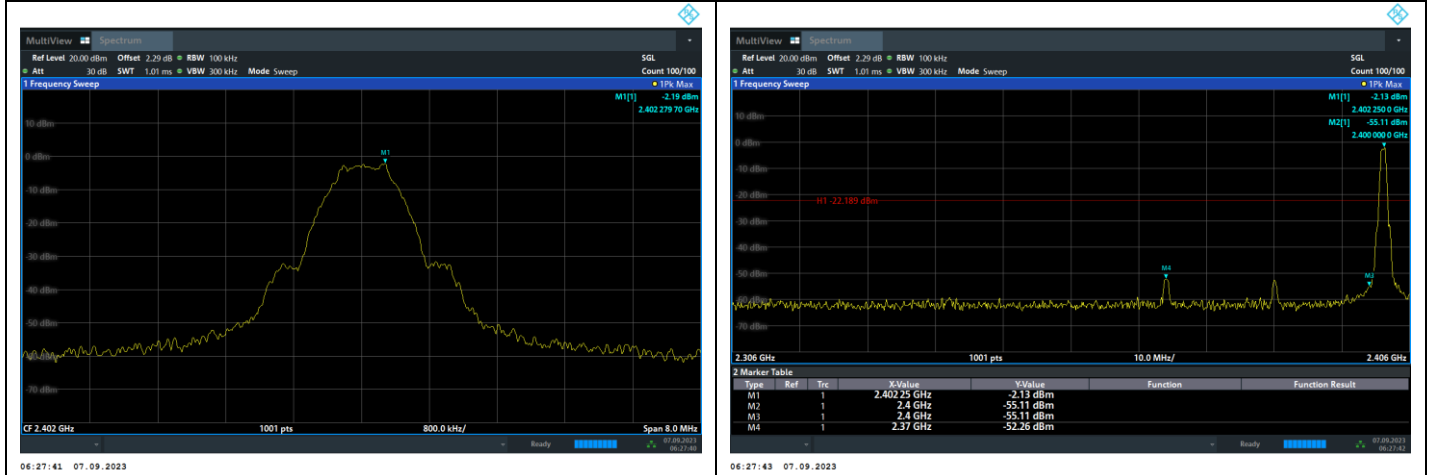 MultiView Spectrum
Ref Level 20.00 dBm Offset 2.29 dB RBW 100 kHz SGL
Att 30 dB SWT 1.01 ms VBW 300 kHz Mode Sweep Count 100/100
1 Frequency Sweep 1Pk Max
M1[1] -2.19 dBm
2.402 279 70 GHz
10 dBm
M1
0 dBm
-10 dBm
-20 dBm
-30 dBm
-40 dBm
-50 dBm
-60 dBm
-70 dBm
CF 2.402 GHz 1001 pts 800.0 kHz/ Span 8.0 MHz
Ready 07.09.2023
06:27:40
06:27:41 07.09.2023
MultiView Spectrum
Ref Level 20.00 dBm Offset 2.29 dB RBW 100 kHz SGL
Att 30 dB SWT 1.01 ms VBW 300 kHz Mode Sweep Count 100/100
1 Frequency Sweep 1Pk Max
M1[1] -2.13 dBm
2.402 250 0 GHz
10 dBm
M2[1] -55.11 dBm
2.400 000 0 GHz
0 dBm
-10 dBm
-20 dBm
H1 -22.189 dBm
-30 dBm
-40 dBm
-50 dBm
M4
M3
-60 dBm
-70 dBm
2.306 GHz 1001 pts 10.0 MHz/ 2.406 GHz
2 Marker Table
Type Ref Trc X-Value Y-Value Function Function Result
M1 1 2.402 25 GHz -2.13 dBm
M2 1 2.4 GHz -55.11 dBm
M3 1 2.4 GHz -55.11 dBm
M4 1 2.37 GHz -52.26 dBm
Ready 07.09.2023
06:27:42
06:27:43 07.09.2023